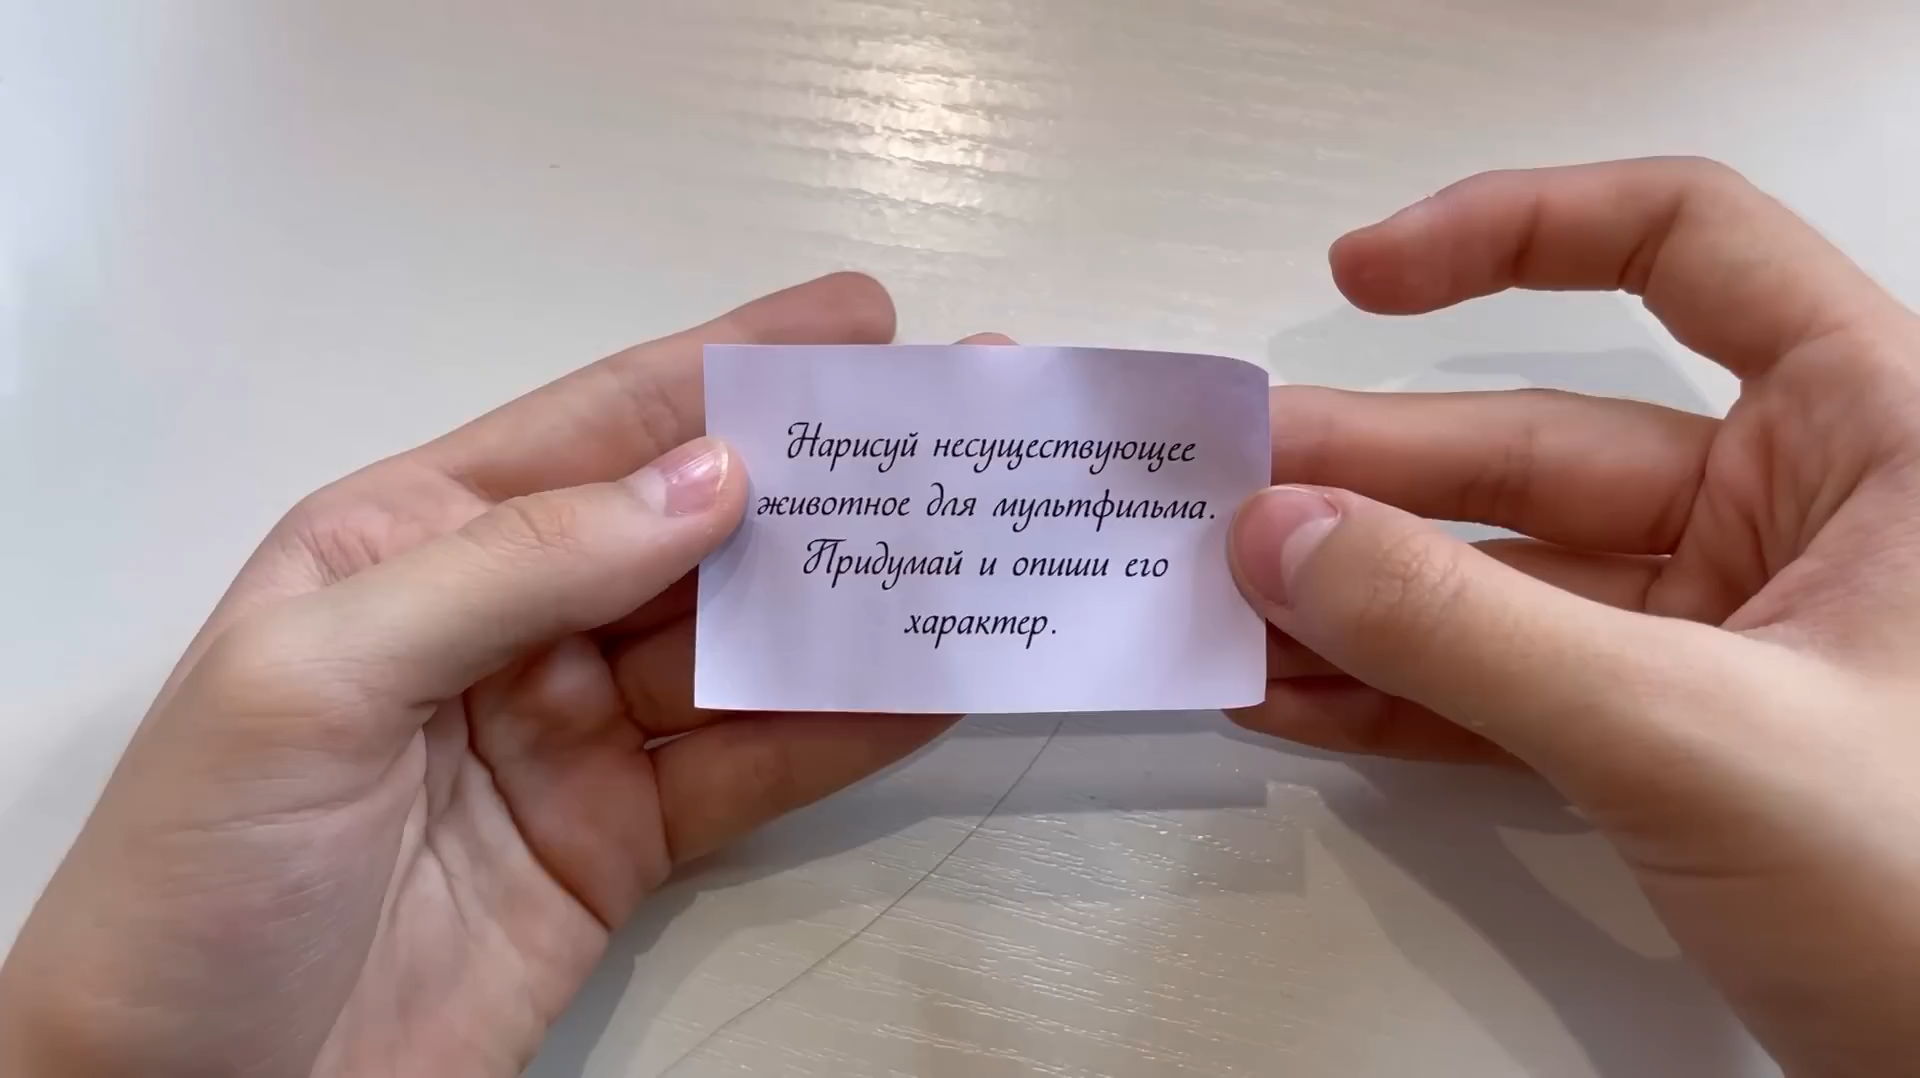 Нарисуй несуществующее
животное для мультфильма.
Придумай и опиши его
характер.